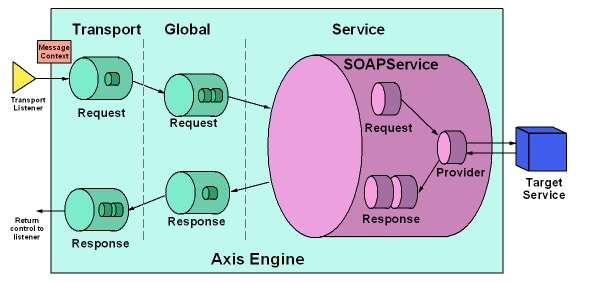 Transport
Global
Service
Message
Context
SOAPService
Transport
Listener
Request
Request
Request
Provider
Target
Service
Return
control to
listener
Response
Response
Response
Axis Engine